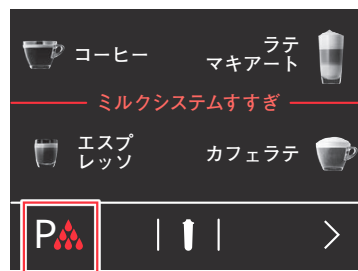 コーヒー
ラテ
マキアート
ミルクシステムすすぎ
エスプ
レッソ
カフェラテ
P